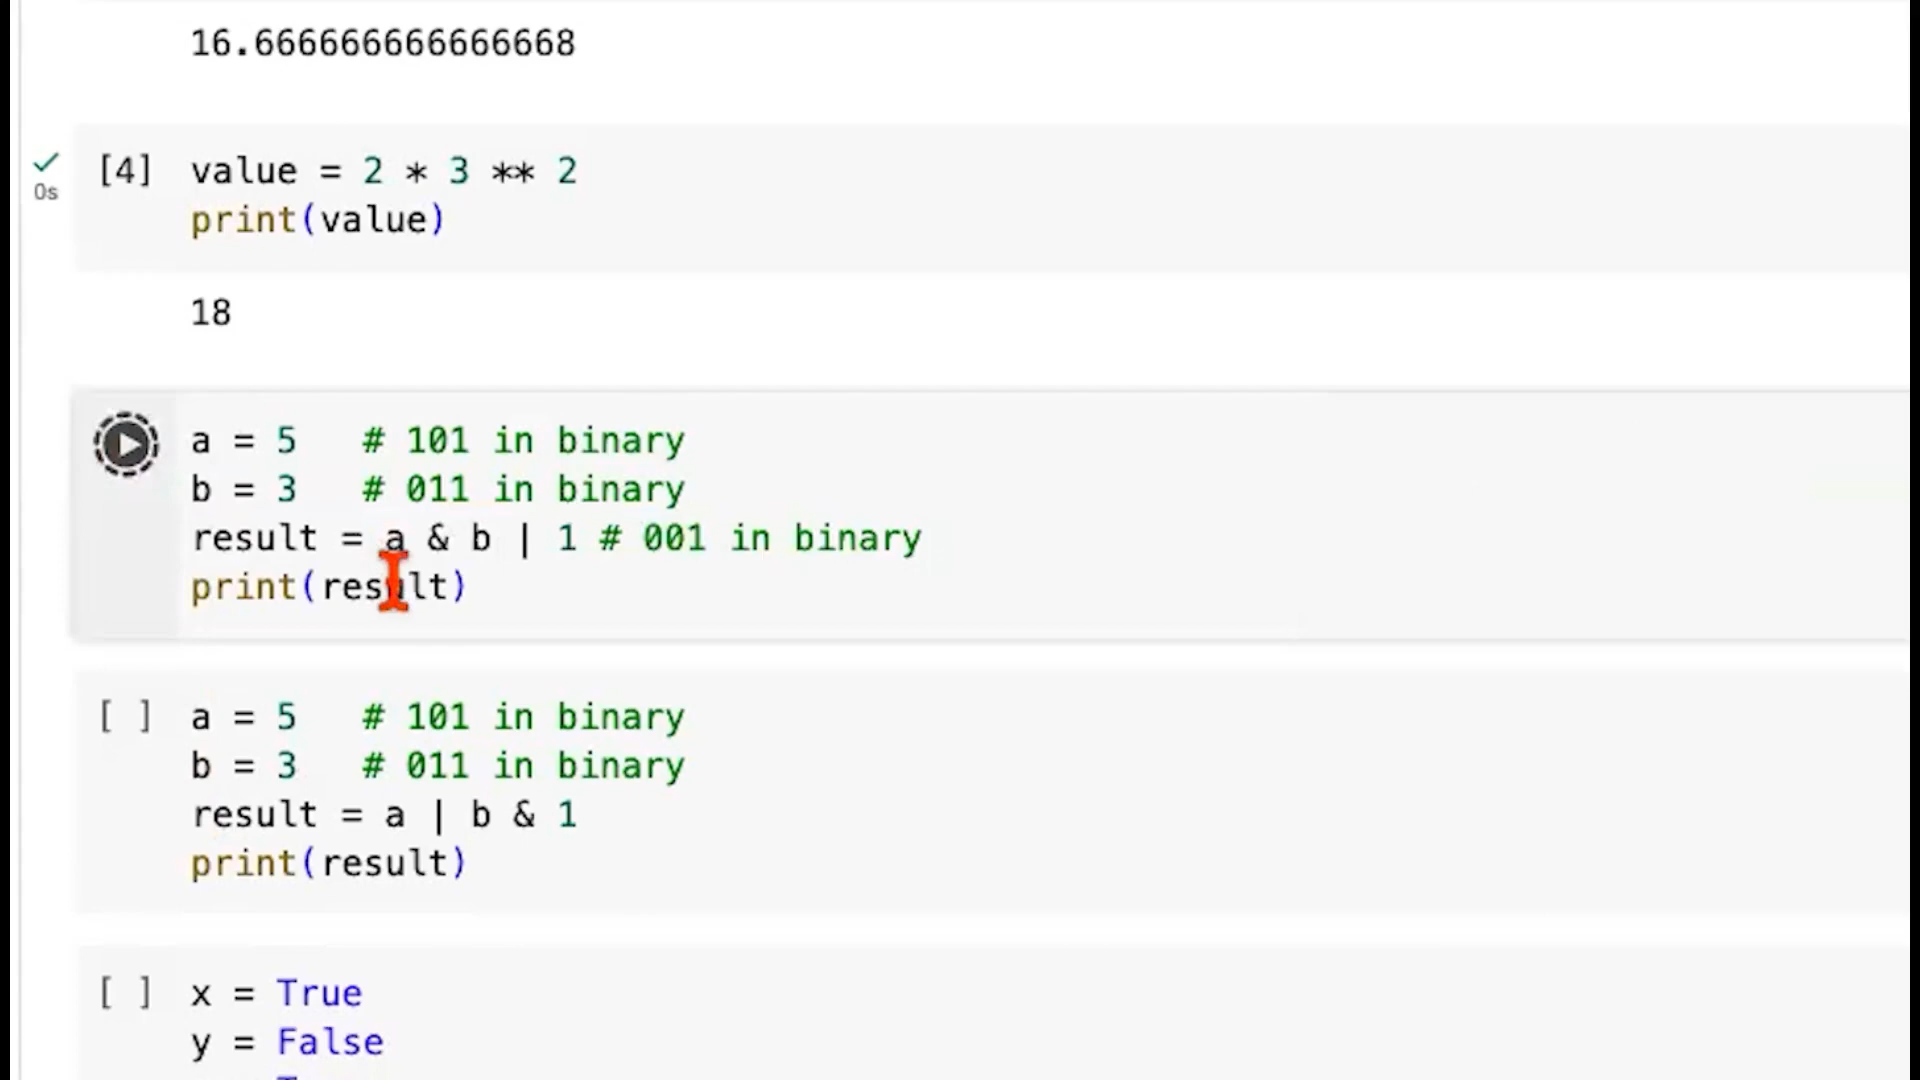 16.666666666666668
[4] value = 2 * 3 ** 2
0s
print(value)
18
a = 5   # 101 in binary
b = 3   # 011 in binary
result = a & b | 1 # 001 in binary
print(result)
[ ] a = 5   # 101 in binary
b = 3   # 011 in binary
result = a | b & 1
print(result)
[ ] x = True
y = False